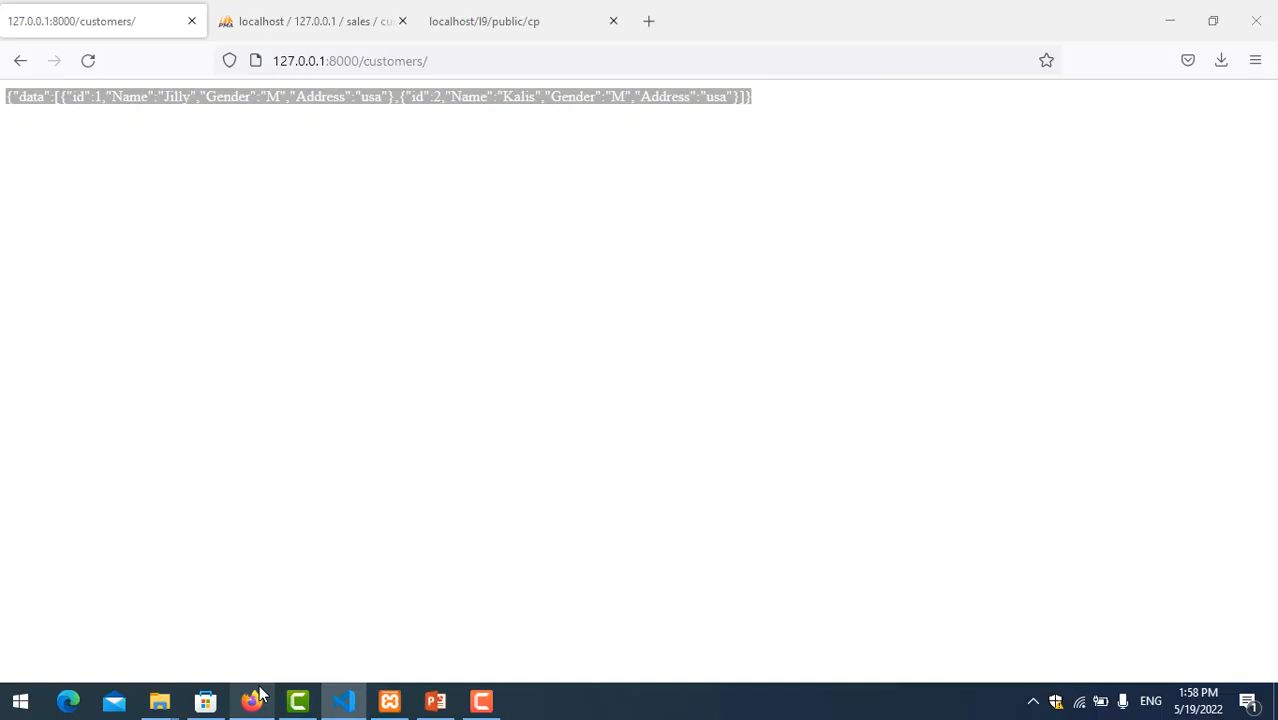 127.0.0.1:8000/customers/
localhost / 127.0.0.1 / sales / cu
localhost/l9/public/cp
127.0.0.1:8000/customers/
{"data":[{"id":1,"Name":"Jilly","Gender":"M","Address":"usa"},{"id":2,"Name":"Kalis","Gender":"M","Address":"usa"}]}
ENG
1:58 PM
5/19/2022
1